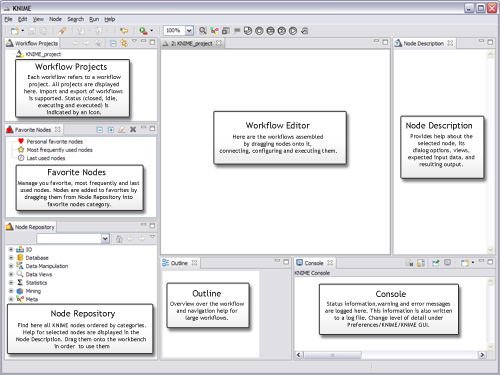 KNIME
File Edit View Node Search Run Help
100%
Workflow Projects
KNIME_project
Workflow Projects
Each workflow refers to a workflow
project. All projects are displayed
here. Import and export of workflows
is supported. Status (closed, idle,
executing and executed) is
indicated by an icon.
Favorite Nodes
Personal favorite nodes
Most frequently used nodes
Last used nodes
Favorite Nodes
Manage you favorite, most frequently and last
used nodes. Nodes are added to favorites by
dragging them from Node Repository into
favorite nodes category.
Node Repository
IO
Database
Data Manipulation
Data Views
Statistics
Mining
Meta
Node Repository
Find here all KNIME nodes ordered by categories.
Help for selected nodes are displayed in the
Node Description. Drag them onto the workbench
in order to use them
2: KNIME_project
Workflow Editor
Here are the workflows assembled
by dragging nodes onto it,
connecting, configuring and executing them.
Node Description
Node Description
Provides help about the
selected node, its
dialog options, views,
expected input data, and
resulting output.
Outline
Outline
Overview over the workflow
and navigation help for
large workflows.
Console
KNIME Console
Console
Status information,warning and error messages
are logged here. This information is also written
to a log file. Change level of detail under
Preferences/KNIME/KNIME GUI.